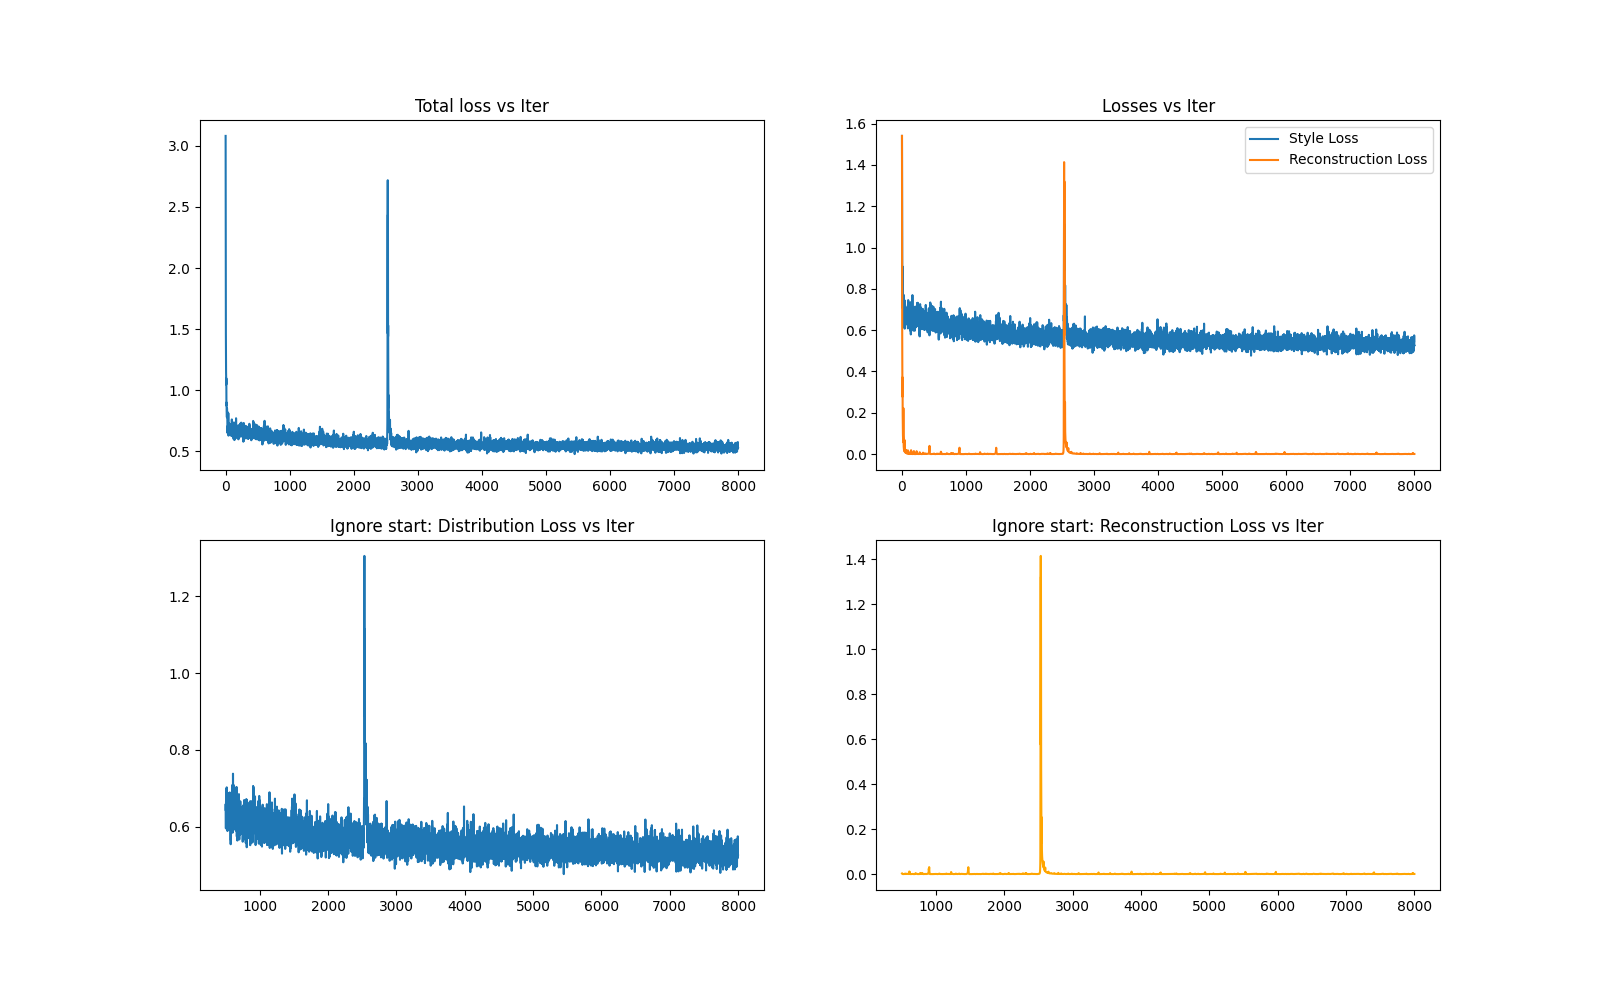 Total loss vs Iter
3.0
2.5
2.0
1.5
1.0
0.5
0 1000 2000 3000 4000 5000 6000 7000 8000
Losses vs Iter
Style Loss
Reconstruction Loss
1.6
1.4
1.2
1.0
0.8
0.6
0.4
0.2
0.0
0 1000 2000 3000 4000 5000 6000 7000 8000
Ignore start: Distribution Loss vs Iter
1.2
1.0
0.8
0.6
1000 2000 3000 4000 5000 6000 7000 8000
Ignore start: Reconstruction Loss vs Iter
1.4
1.2
1.0
0.8
0.6
0.4
0.2
0.0
1000 2000 3000 4000 5000 6000 7000 8000